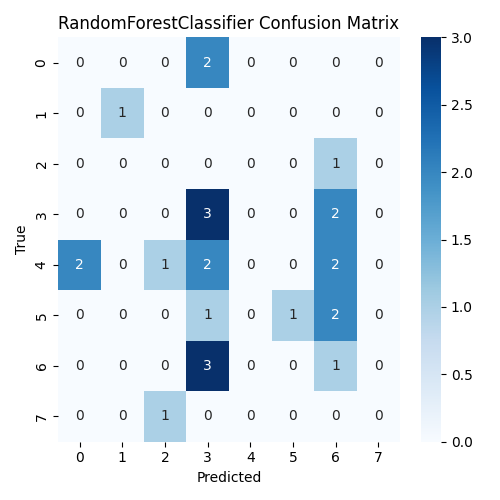 RandomForestClassifier Confusion Matrix
True
0 0 0 0 2 0 0 0 0
1 0 1 0 0 0 0 0 0
2 0 0 0 0 0 0 1 0
3 0 0 0 3 0 0 2 0
4 2 0 1 2 0 0 2 0
5 0 0 0 1 0 1 2 0
6 0 0 0 3 0 0 1 0
7 0 0 1 0 0 0 0 0
0 1 2 3 4 5 6 7
Predicted
3.0
2.5
2.0
1.5
1.0
0.5
0.0